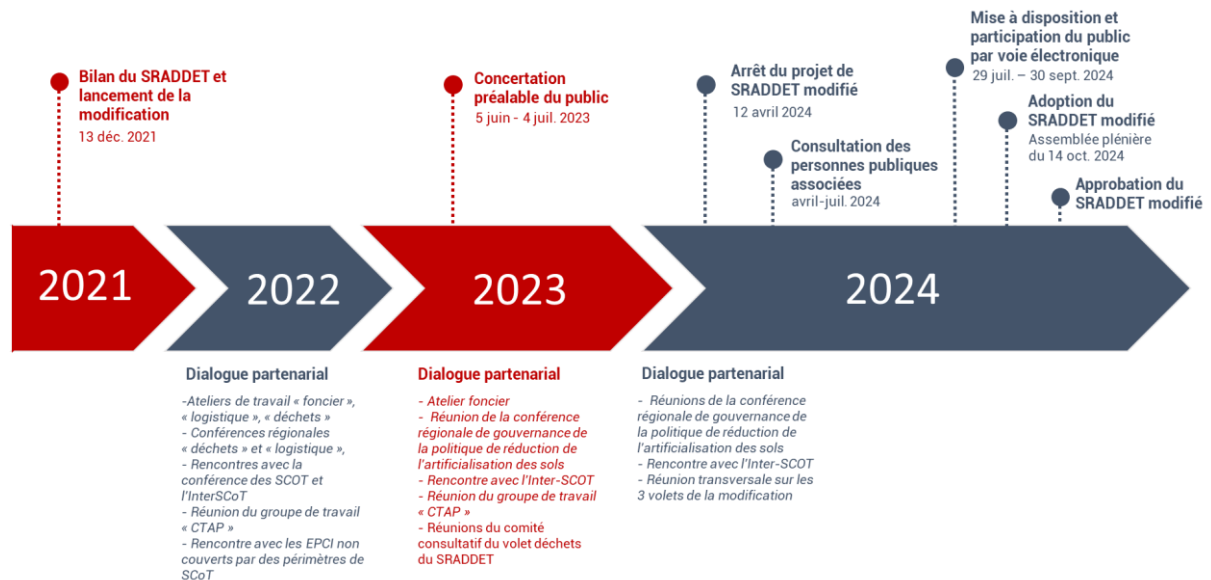 Bilan du SRADDET et
lancement de la
modification
13 déc. 2021
Concertation
préalable du public
5 juin - 4 juil. 2023
Arrêt du projet de
SRADDET modifié
12 avril 2024
Consultation des
personnes publiques
associées
avril-juil. 2024
Mise à disposition et
participation du public
par voie électronique
29 juil. – 30 sept. 2024
Adoption du
SRADDET modifié
Assemblée plénière
du 14 oct. 2024
Approbation du
SRADDET modifié
2021
2022
2023
2024
Dialogue partenarial
-Ateliers de travail « foncier »,
« logistique », « déchets »
- Conférences régionales
« déchets » et « logistique »,
- Rencontres avec la
conférence des SCOT et
l'InterSCoT
- Réunion du groupe de travail
« CTAP »
- Rencontre avec les EPCI non
couverts par des périmètres de
SCoT
Dialogue partenarial
- Atelier foncier
- Réunion de la conférence
régionale de gouvernance de
la politique de réduction de
l'artificialisation des sols
- Rencontre avec l'Inter-SCOT
- Réunion du groupe de travail
« CTAP »
- Réunions du comité
consultatif du volet déchets
du SRADDET
Dialogue partenarial
- Réunions de la conférence
régionale de gouvernance de
la politique de réduction de
l'artificialisation des sols
- Rencontre avec l'Inter-SCOT
- Réunion transversale sur les
3 volets de la modification